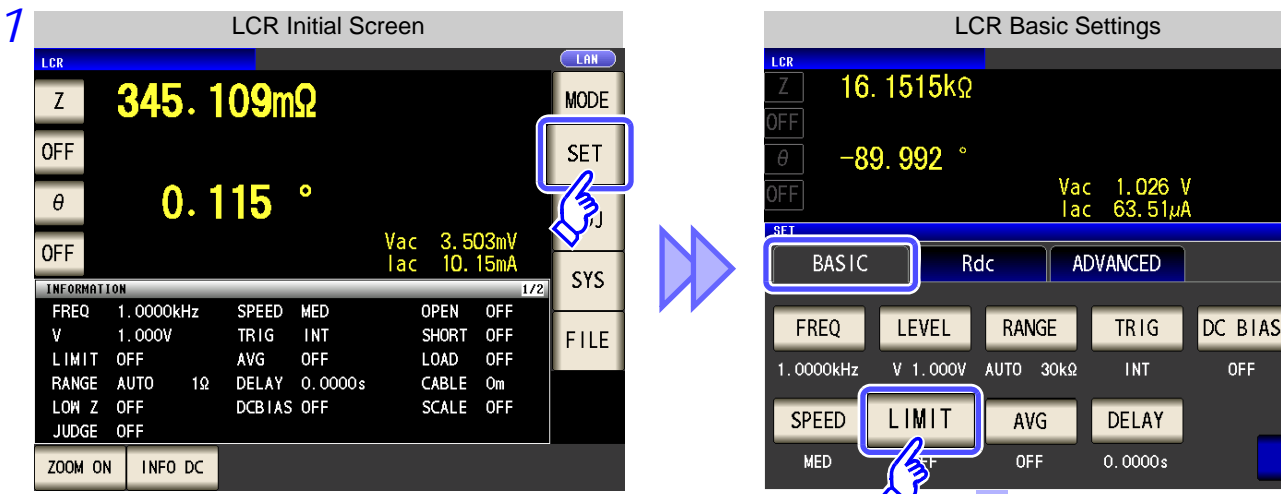 1
LCR Initial Screen
LCR
LAN
Z
345.109mΩ
MODE
OFF
SET
θ
0.115 °
OFF
Vac 3.503mV
Iac 10.15mA
SYS
INFORMATION 1/2
FREQ 1.0000kHz SPEED MED OPEN OFF
V 1.000V TRIG INT SHORT OFF
LIMIT OFF AVG OFF LOAD OFF
RANGE AUTO 1Ω DELAY 0.0000s CABLE 0m
LOW Z OFF DCBIAS OFF SCALE OFF
JUDGE OFF
FILE
ZOOM ON INFO DC
LCR Basic Settings
LCR
Z 16.1515kΩ
OFF
θ -89.992 °
OFF
Vac 1.026 V
Iac 63.51μA
SET
BASIC Rdc ADVANCED
FREQ LEVEL RANGE TRIG DC BIAS
1.0000kHz V 1.000V AUTO 30kΩ INT OFF
SPEED LIMIT AVG DELAY
MED OFF 0.0000s